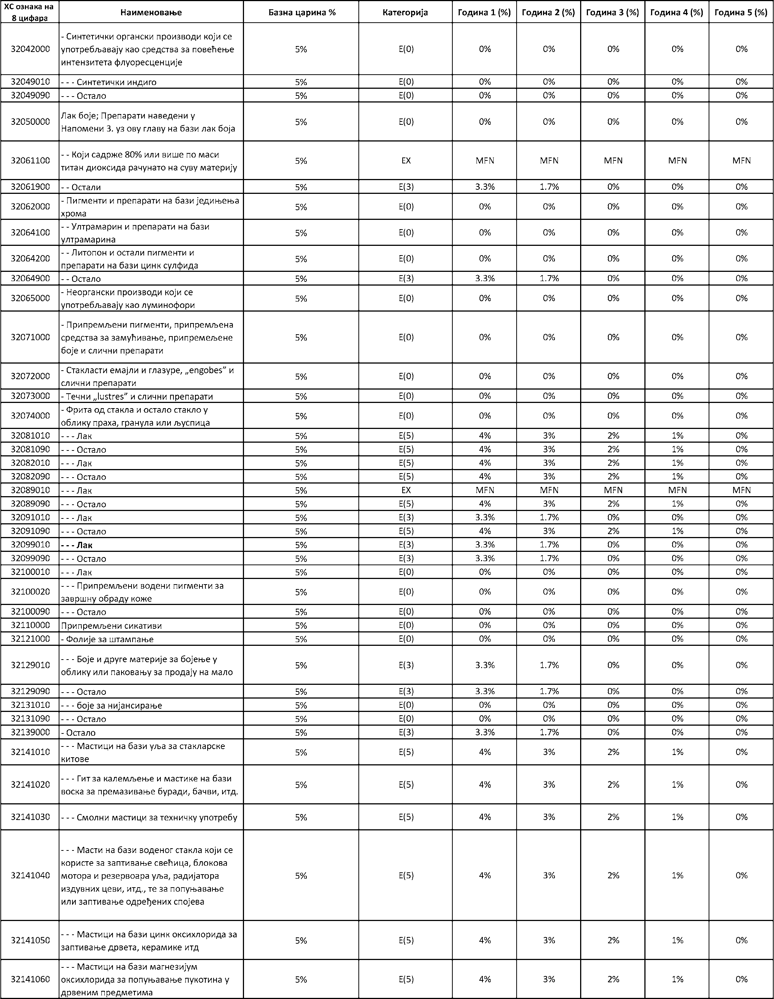 ХС ознака на 8 цифара Наименовање Базна царина % Категорија Година 1 (%) Година 2 (%) Година 3 (%) Година 4 (%) Година 5 (%)
- Синтетички органски производи који се
32042000 употребљавају као средства за повећење 5% E(0) 0% 0% 0% 0% 0%
интензитета флуоресценције
32049010 - - - Синтетички индиго 5% E(0) 0% 0% 0% 0% 0%
32049090 - - - Остало 5% E(0) 0% 0% 0% 0% 0%
Лак боје; Препарати наведени у
32050000 Напомени 3. уз ову главу на бази лак боја 5% E(0) 0% 0% 0% 0% 0%
- - Који садрже 80% или више по маси
32061100 титан диоксида рачунато на суву материју 5% EX MFN MFN MFN MFN MFN
32061900 - - Остали 5% E(3) 3.3% 1.7% 0% 0% 0%
- Пигменти и препарати на бази једињења
32062000 хрома 5% E(0) 0% 0% 0% 0% 0%
- - Ултрамарин и препарати на бази
32064100 ултрамарина 5% E(0) 0% 0% 0% 0% 0%
- - Литопон и остали пигменти и
32064200 препарати на бази цинк сулфида 5% E(0) 0% 0% 0% 0% 0%
32064900 - - Остало 5% E(3) 3.3% 1.7% 0% 0% 0%
- Неоргански производи који се
32065000 употребљавају као луминофори 5% E(0) 0% 0% 0% 0% 0%
- Припремљени пигменти, припремљена
32071000 средства за замућивање, припремељене 5% E(0) 0% 0% 0% 0% 0%
боје и слични препарати
- Стакласти емајли и глазуре, „engobes” и
32072000 слични препарати 5% E(0) 0% 0% 0% 0% 0%
32073000 - Течни „lustres” и слични препарати 5% E(0) 0% 0% 0% 0% 0%
- Фрита од стакла и остало стакло у
32074000 облику праха, гранула или љуспица 5% E(0) 0% 0% 0% 0% 0%
32081010 - - - Лак 5% E(5) 4% 3% 2% 1% 0%
32081090 - - - Остало 5% E(5) 4% 3% 2% 1% 0%
32082010 - - - Лак 5% E(5) 4% 3% 2% 1% 0%
32082090 - - - Остало 5% E(5) 4% 3% 2% 1% 0%
32089010 - - - Лак 5% EX MFN MFN MFN MFN MFN
32089090 - - - Остало 5% E(5) 4% 3% 2% 1% 0%
32091010 - - - Лак 5% E(3) 3.3% 1.7% 0% 0% 0%
32091090 - - - Остало 5% E(5) 4% 3% 2% 1% 0%
32099010 - - - Лак 5% E(3) 3.3% 1.7% 0% 0% 0%
32099090 - - - Остало 5% E(3) 3.3% 1.7% 0% 0% 0%
32100010 - - - Лак 5% E(0) 0% 0% 0% 0% 0%
- - - Припремљени водени пигменти за
32100020 завршну обраду коже 5% E(0) 0% 0% 0% 0% 0%
32100090 - - - Остало 5% E(0) 0% 0% 0% 0% 0%
32110000 Припремљени сикативи 5% E(0) 0% 0% 0% 0% 0%
32121000 - Фолије за штампање 5% E(0) 0% 0% 0% 0% 0%
- - - Боје и друге материје за бојење у
32129010 облику или паковању за продају на мало 5% E(3) 3.3% 1.7% 0% 0% 0%
32129090 - - - Остало 5% E(3) 3.3% 1.7% 0% 0% 0%
32131010 - - - боје за нијансирање 5% E(0) 0% 0% 0% 0% 0%
32131090 - - - Остало 5% E(0) 0% 0% 0% 0% 0%
32139000 - Остало 5% E(3) 3.3% 1.7% 0% 0% 0%
- - - Мастици на бази уља за стакларске
32141010 китове 5% E(5) 4% 3% 2% 1% 0%
- - - Гит за калемљење и мастике на бази
32141020 воска за премазивање буради, бачви, итд. 5% E(5) 4% 3% 2% 1% 0%
32141030 - - - Смолни мастици за техничку употребу 5% E(5) 4% 3% 2% 1% 0%
- - - Масти на бази воденог стакла који се
користе за заптивање свећица, блокова
32141040 мотора и резервоара уља, радијатора 5% E(5) 4% 3% 2% 1% 0%
издувних цеви, итд., те за попуњавање
или заптивање одређених спојева
- - - Мастици на бази цинк оксихлорида за
32141050 заптивање дрвета, керамике итд 5% E(5) 4% 3% 2% 1% 0%
- - - Мастици на бази магнезијум
32141060 оксихлорида за попуњавање пукотина у 5% E(5) 4% 3% 2% 1% 0%
дрвеним предметима